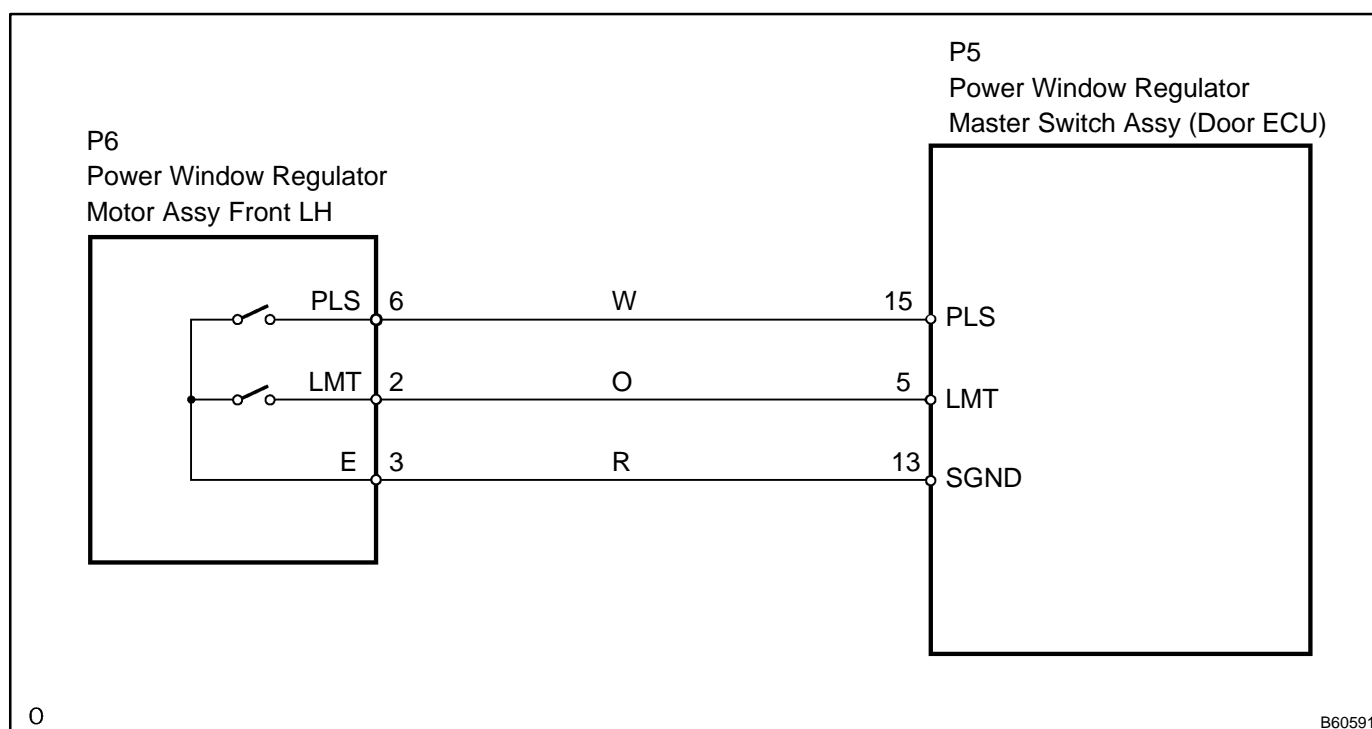 P5
Power Window Regulator
Master Switch Assy (Door ECU)
P6
Power Window Regulator
Motor Assy Front LH
PLS 6 W 15 PLS
LMT 2 O 5 LMT
E 3 R 13 SGND
O B60591